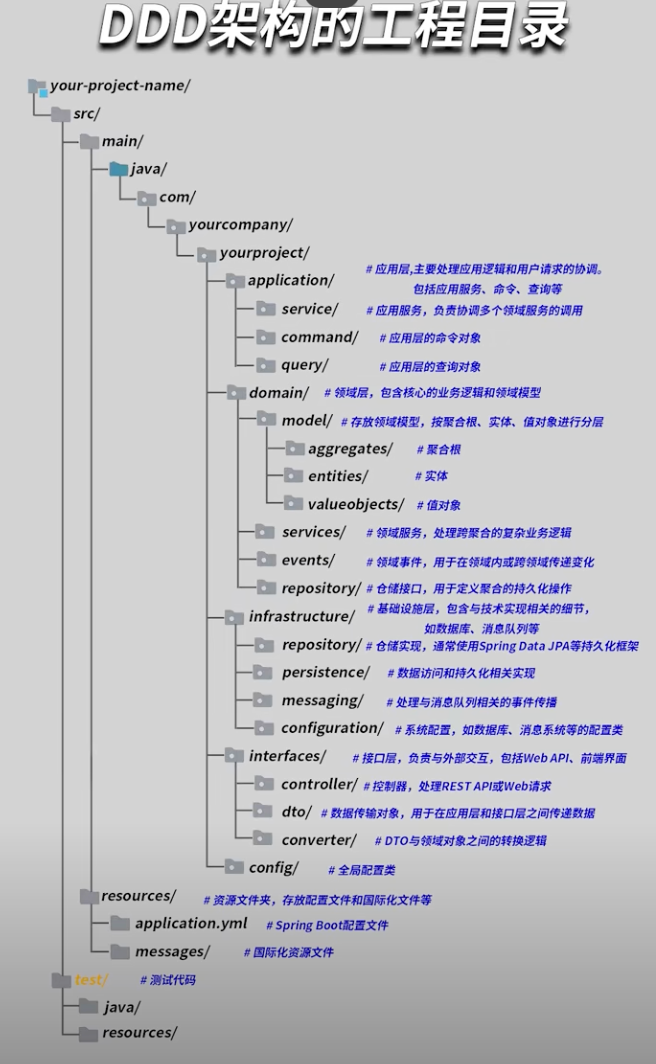 DDD架构的工程目录
your-project-name/
src/
main/
java/
com/
yourcompany/
yourproject/
application/ # 应用层,主要处理应用逻辑和用户请求的协调。
包括应用服务、命令、查询等
service/ # 应用服务，负责协调多个领域服务的调用
command/ # 应用层的命令对象
query/ # 应用层的查询对象
domain/ # 领域层，包含核心的业务逻辑和领域模型
model/ # 存放领域模型，按聚合根、实体、值对象进行分层
aggregates/ # 聚合根
entities/ # 实体
valueobjects/ # 值对象
services/ # 领域服务，处理跨聚合的复杂业务逻辑
events/ # 领域事件，用于在领域内或跨领域传递变化
repository/ # 仓储接口，用于定义聚合的持久化操作
infrastructure/ # 基础设施层，包含与技术实现相关的细节，
如数据库、消息队列等
repository/ # 仓储实现，通常使用Spring Data JPA等持久化框架
persistence/ # 数据访问和持久化相关实现
messaging/ # 处理与消息队列相关的事件传播
configuration/ # 系统配置，如数据库、消息系统等的配置类
interfaces/ # 接口层，负责与外部交互，包括Web API、前端界面
controller/ # 控制器，处理REST API或Web请求
dto/ # 数据传输对象，用于在应用层和接口层之间传递数据
converter/ # DTO与领域对象之间的转换逻辑
config/ # 全局配置类
resources/ # 资源文件夹，存放配置文件和国际化文件等
application.yml # Spring Boot配置文件
messages/ # 国际化资源文件
test/ # 测试代码
java/
resources/